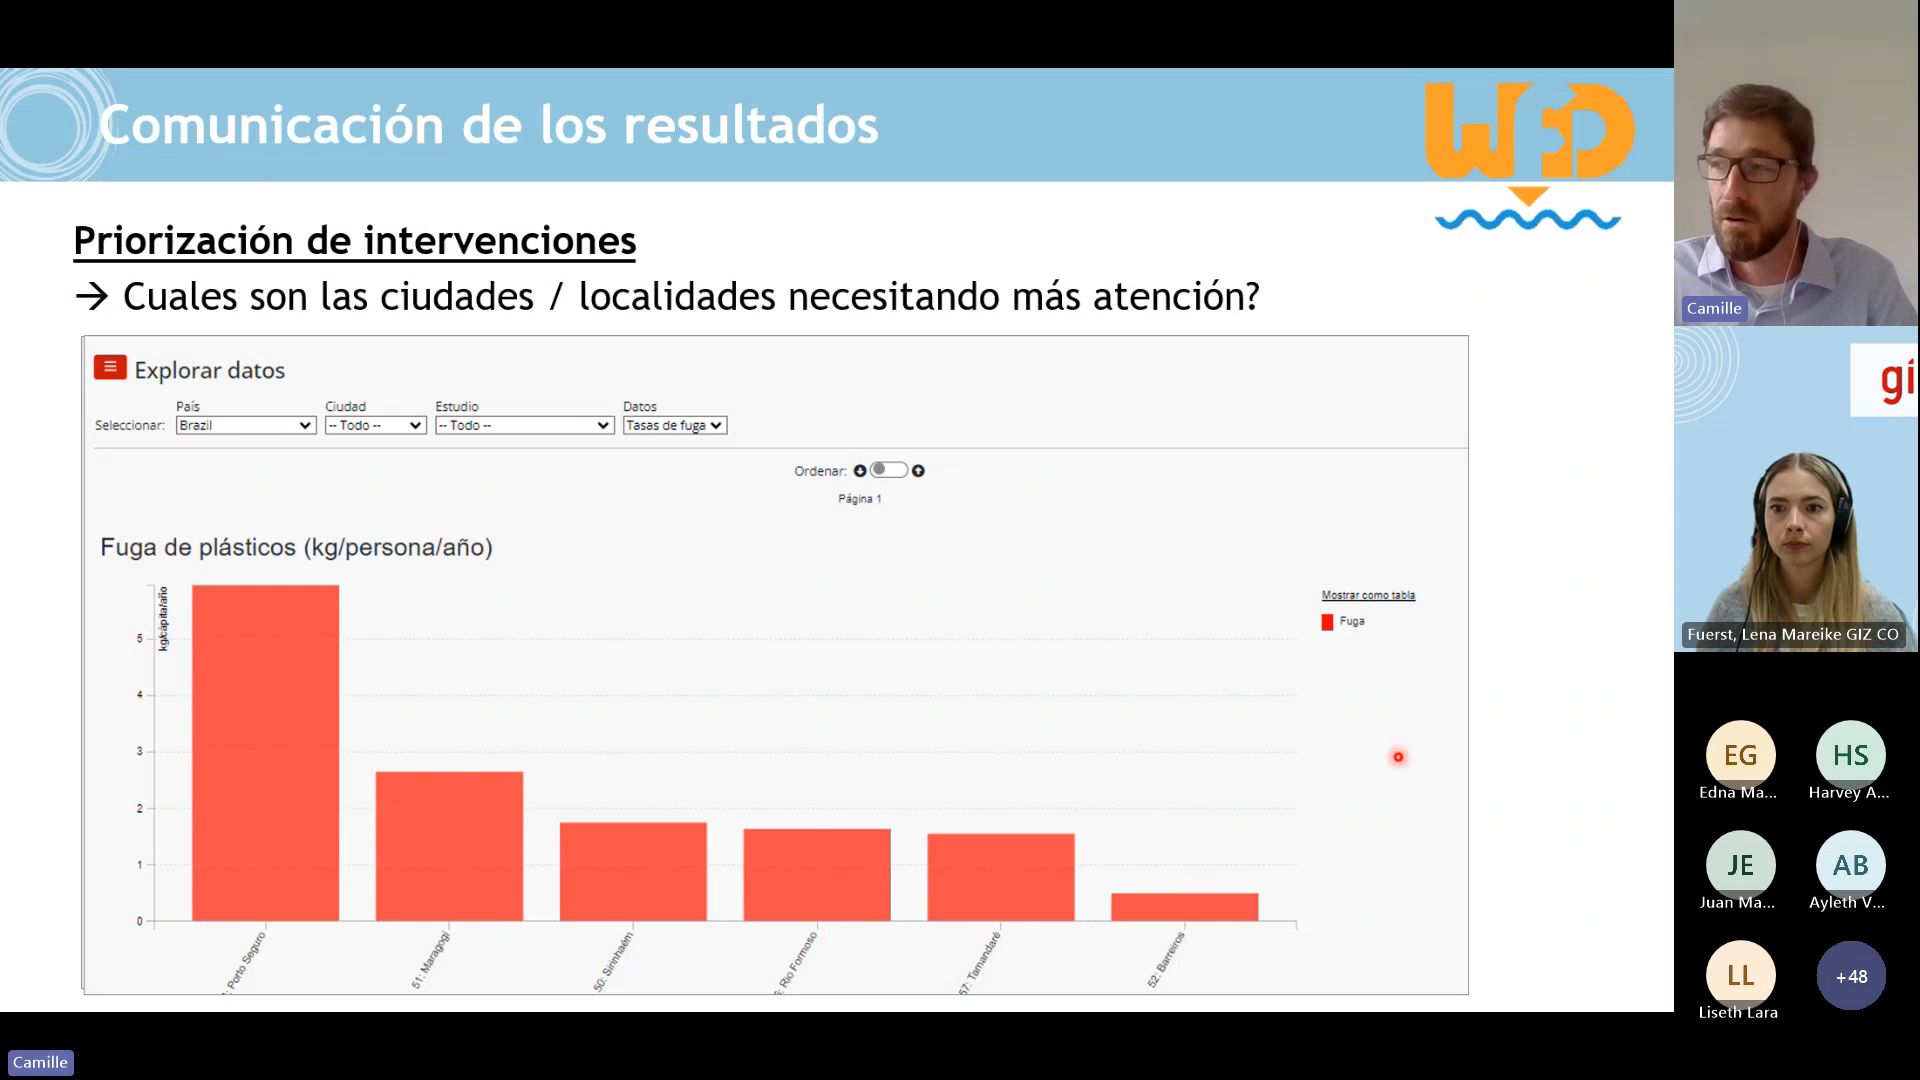 Comunicación de los resultados
WFD
Priorización de intervenciones
→ Cuales son las ciudades / localidades necesitando más atención?
Explorar datos
Seleccionar:
País
Brazil
Ciudad
-- Todo --
Estudio
-- Todo --
Datos
Tasas de fuga
Ordenar:
Página 1
Fuga de plásticos (kg/persona/año)
kg/cápita/año
5
4
3
2
1
0
Porto Seguro
51: Maragogi
50: Sirinhaém
Rio Formoso
57: Tamandaré
52: Barreiros
Mostrar como tabla
Fuga
Camille
gi
Fuerst, Lena Mareike GIZ CO
EG
Edna Ma...
HS
Harvey A...
JE
Juan Ma...
AB
Ayleth V...
LL
Liseth Lara
+48
Camille